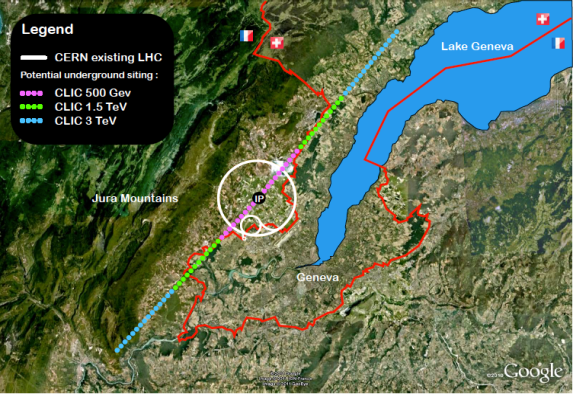 Legend
CERN existing LHC
Potential underground siting :
CLIC 500 Gev
CLIC 1.5 TeV
CLIC 3 TeV
Lake Geneva
Jura Mountains
IP
Geneva
Google